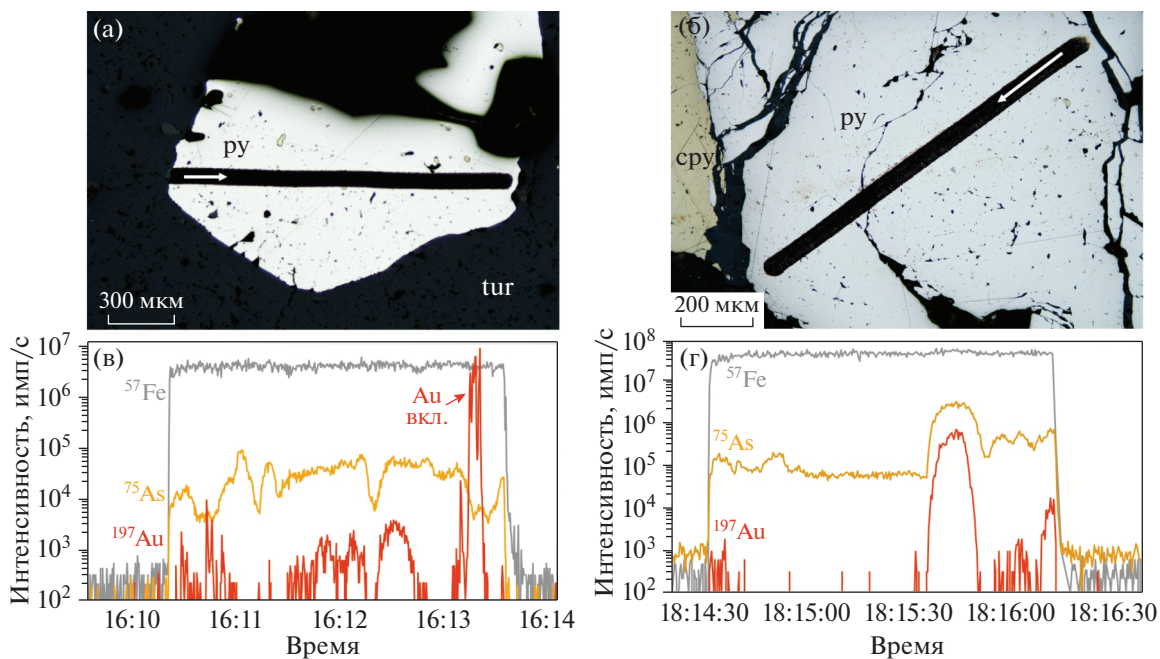 (а)
py
tur
300 мкм
(б)
py
cpy
200 мкм
(в)
Интенсивность, имп/с
10⁷
10⁶
10⁵
10⁴
10³
10²
⁵⁷Fe
⁷⁵As
¹⁹⁷Au
Au
вкл.
16:10 16:11 16:12 16:13 16:14
Время
(г)
Интенсивность, имп/с
10⁸
10⁷
10⁶
10⁵
10⁴
10³
10²
⁵⁷Fe
⁷⁵As
¹⁹⁷Au
18:14:30 18:15:00 18:15:30 18:16:00 18:16:30
Время